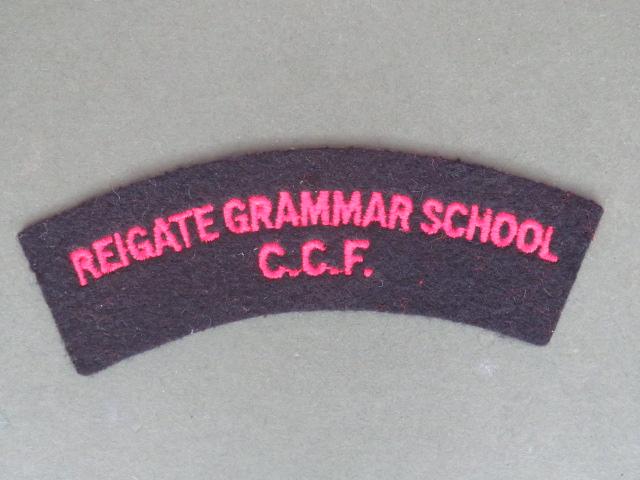 REIGATE GRAMMAR SCHOOL
C.C.F.